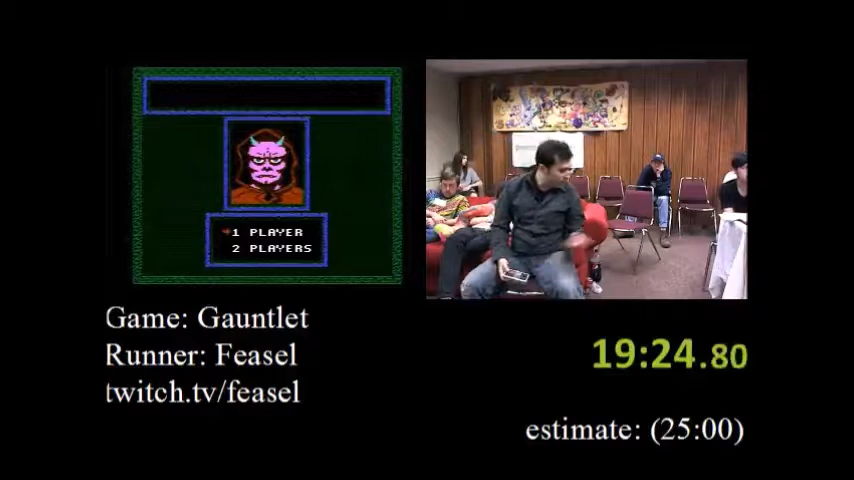 1 PLAYER
2 PLAYERS
Game: Gauntlet
Runner: Feasel
twitch.tv/feasel
19:24.80
estimate: (25:00)